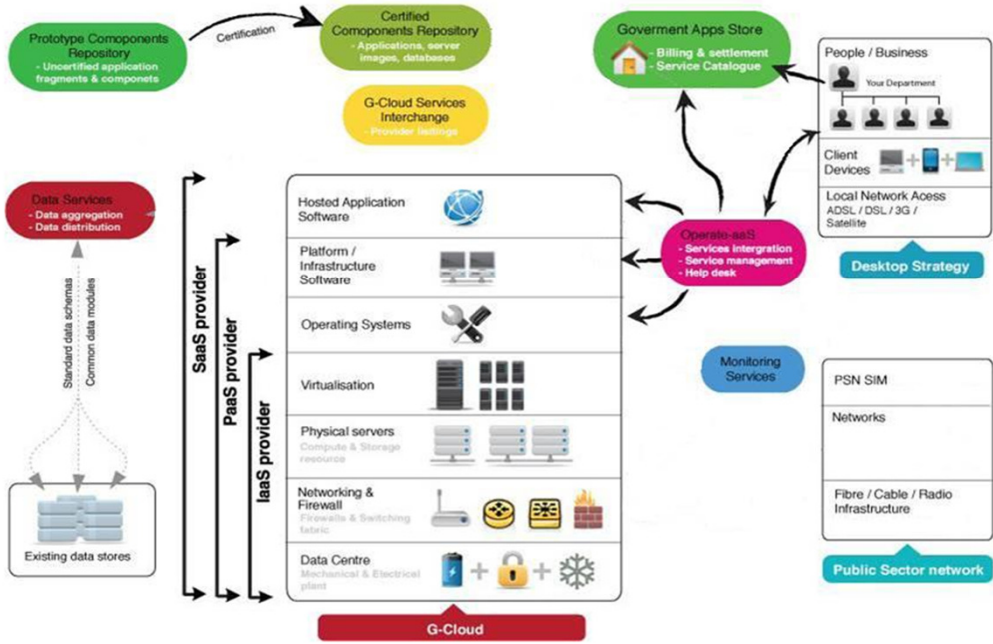 Prototype Comoponents
Repository
- Uncertified application
fragments & componets
Certification
Certified
Comoponents Repository
- Applications, server
images, databases
G-Cloud Services
Interchange
- Provider lisitings
Goverment Apps Store
- Billing & settlement
- Service Catalogue
People / Business
Your Department
Client
Devices
Local Network Acess
ADSL / DSL / 3G /
Satellite
Desktop Strategy
Data Services
- Data aggregation
- Data distribution
Standard data schemas
Common data modules
Existing data stores
SaaS provider
PaaS provider
IaaS provider
Hosted Application
Software
Platform /
Infrastructure
Software
Operating Systems
Virtualisation
Physical servers
Compute & Storage
resource
Networking &
Firewall
Firewalls & Switching
fabric
Data Centre
Mechanical & Electrical
plant
G-Cloud
Operate-aaS
- Services Intergration
- Service management
- Help desk
Monitoring
Services
PSN SIM
Networks
Fibre / Cable / Radio
Infrastructure
Public Sector network